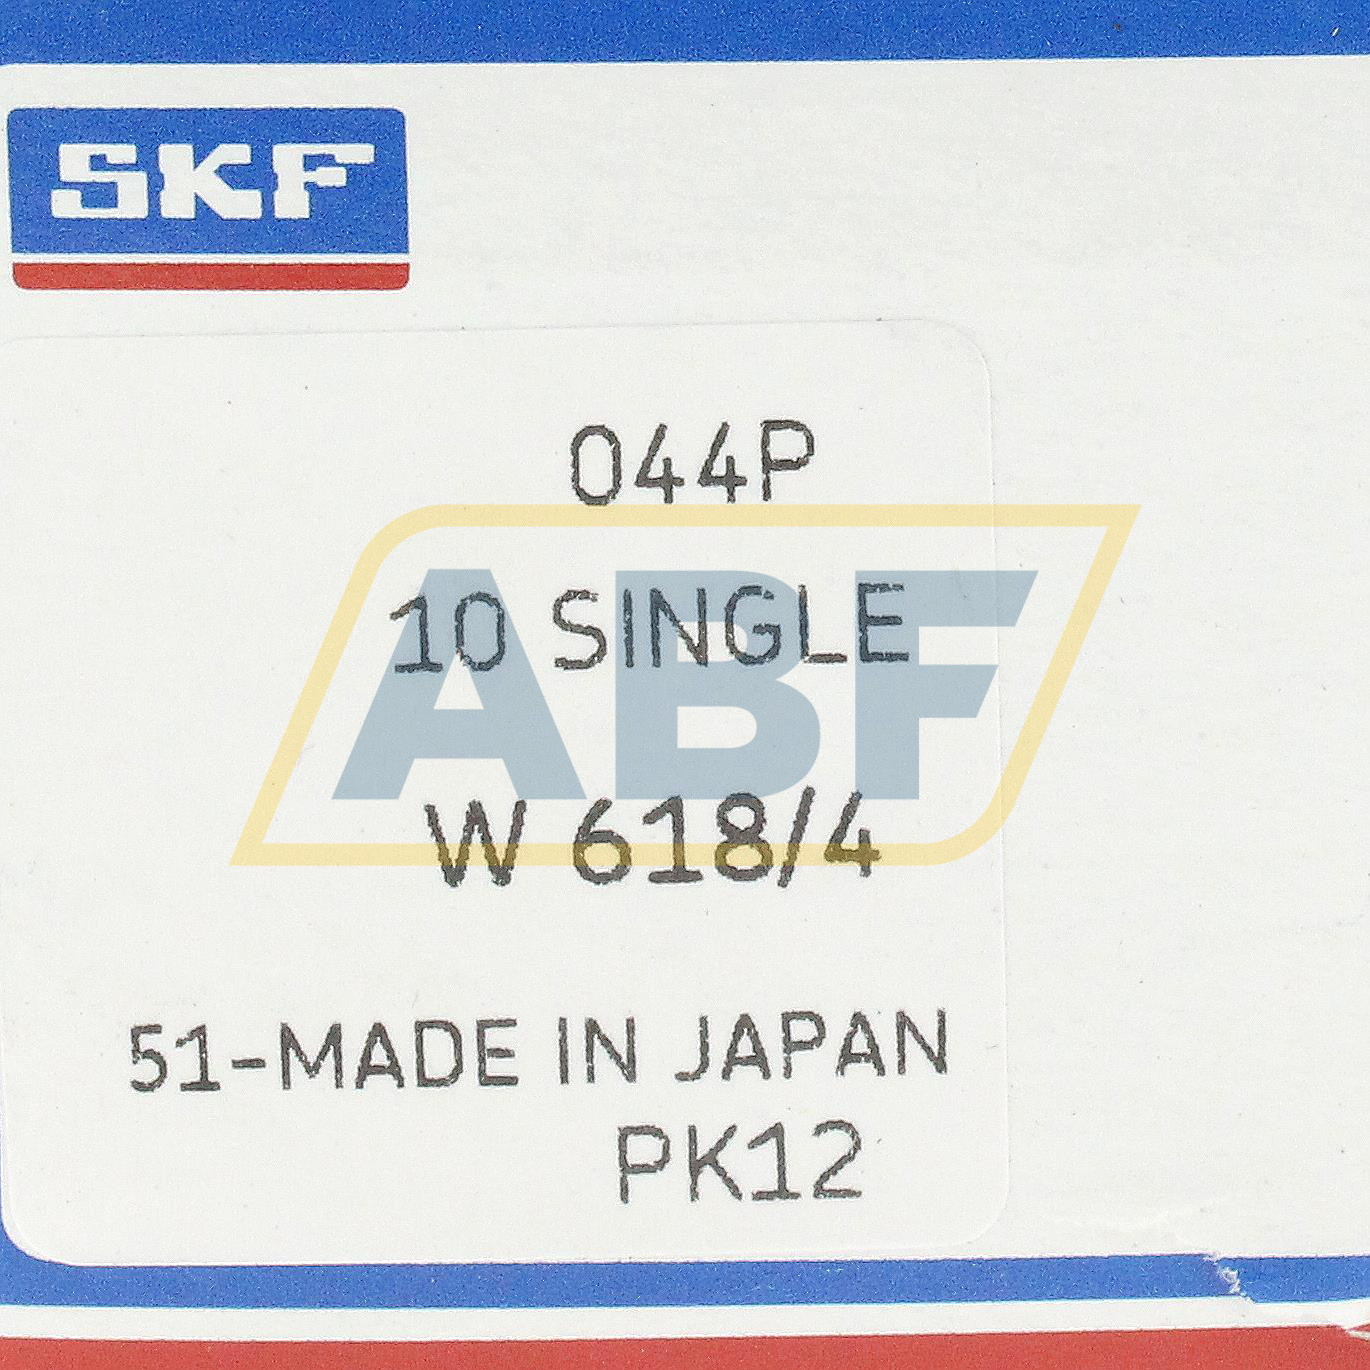 SKF
044P
10 SINGLE
ABF
W 618/4
51-MADE IN JAPAN
PK12